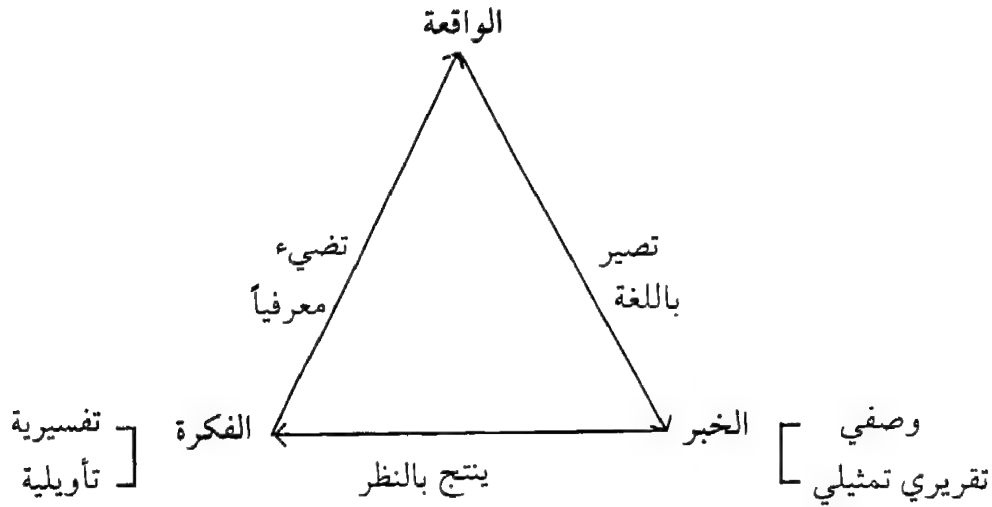 الواقعة
تصير
باللغة
تضيء
معرفياً
وصفي
تقريري تمثيلي
الخبر
ينتج بالنظر
الفكرة
تفسيرية
تأويلية